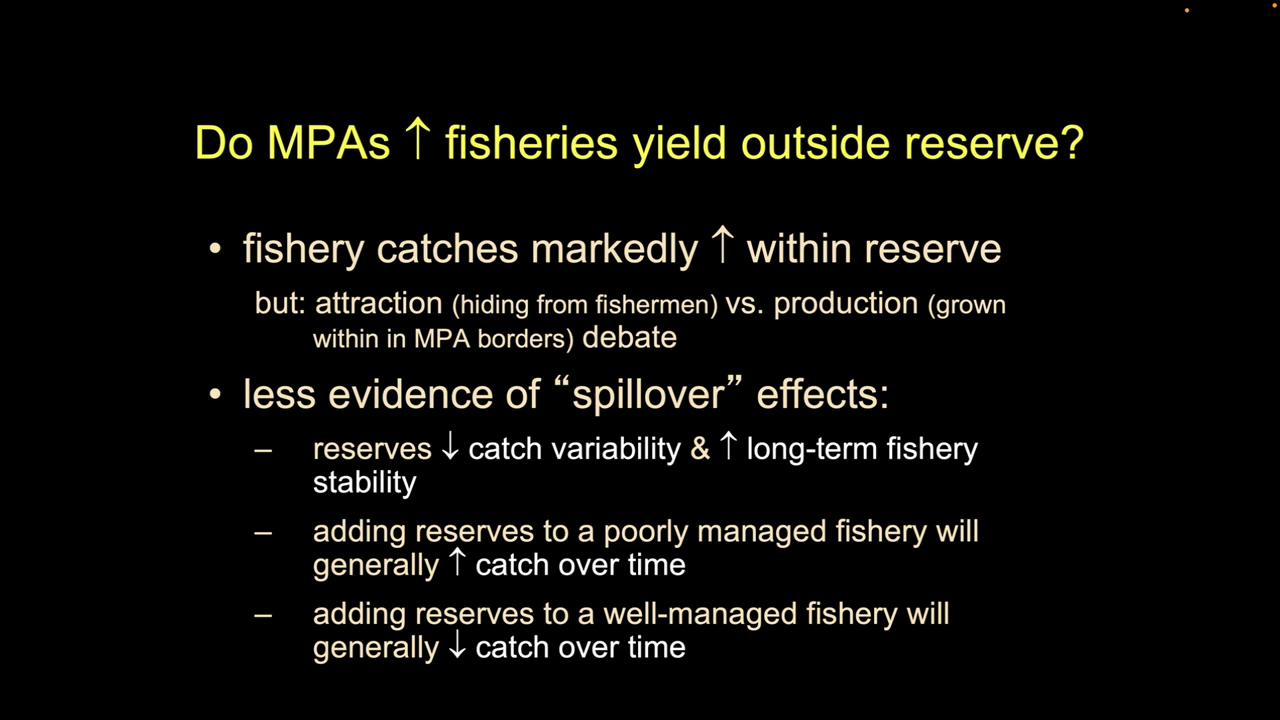 Do MPAs ↑ fisheries yield outside reserve?
• fishery catches markedly ↑ within reserve
but: attraction (hiding from fishermen) vs. production (grown
within in MPA borders) debate
• less evidence of “spillover” effects:
– reserves ↓ catch variability & ↑ long-term fishery
stability
– adding reserves to a poorly managed fishery will
generally ↑ catch over time
– adding reserves to a well-managed fishery will
generally ↓ catch over time